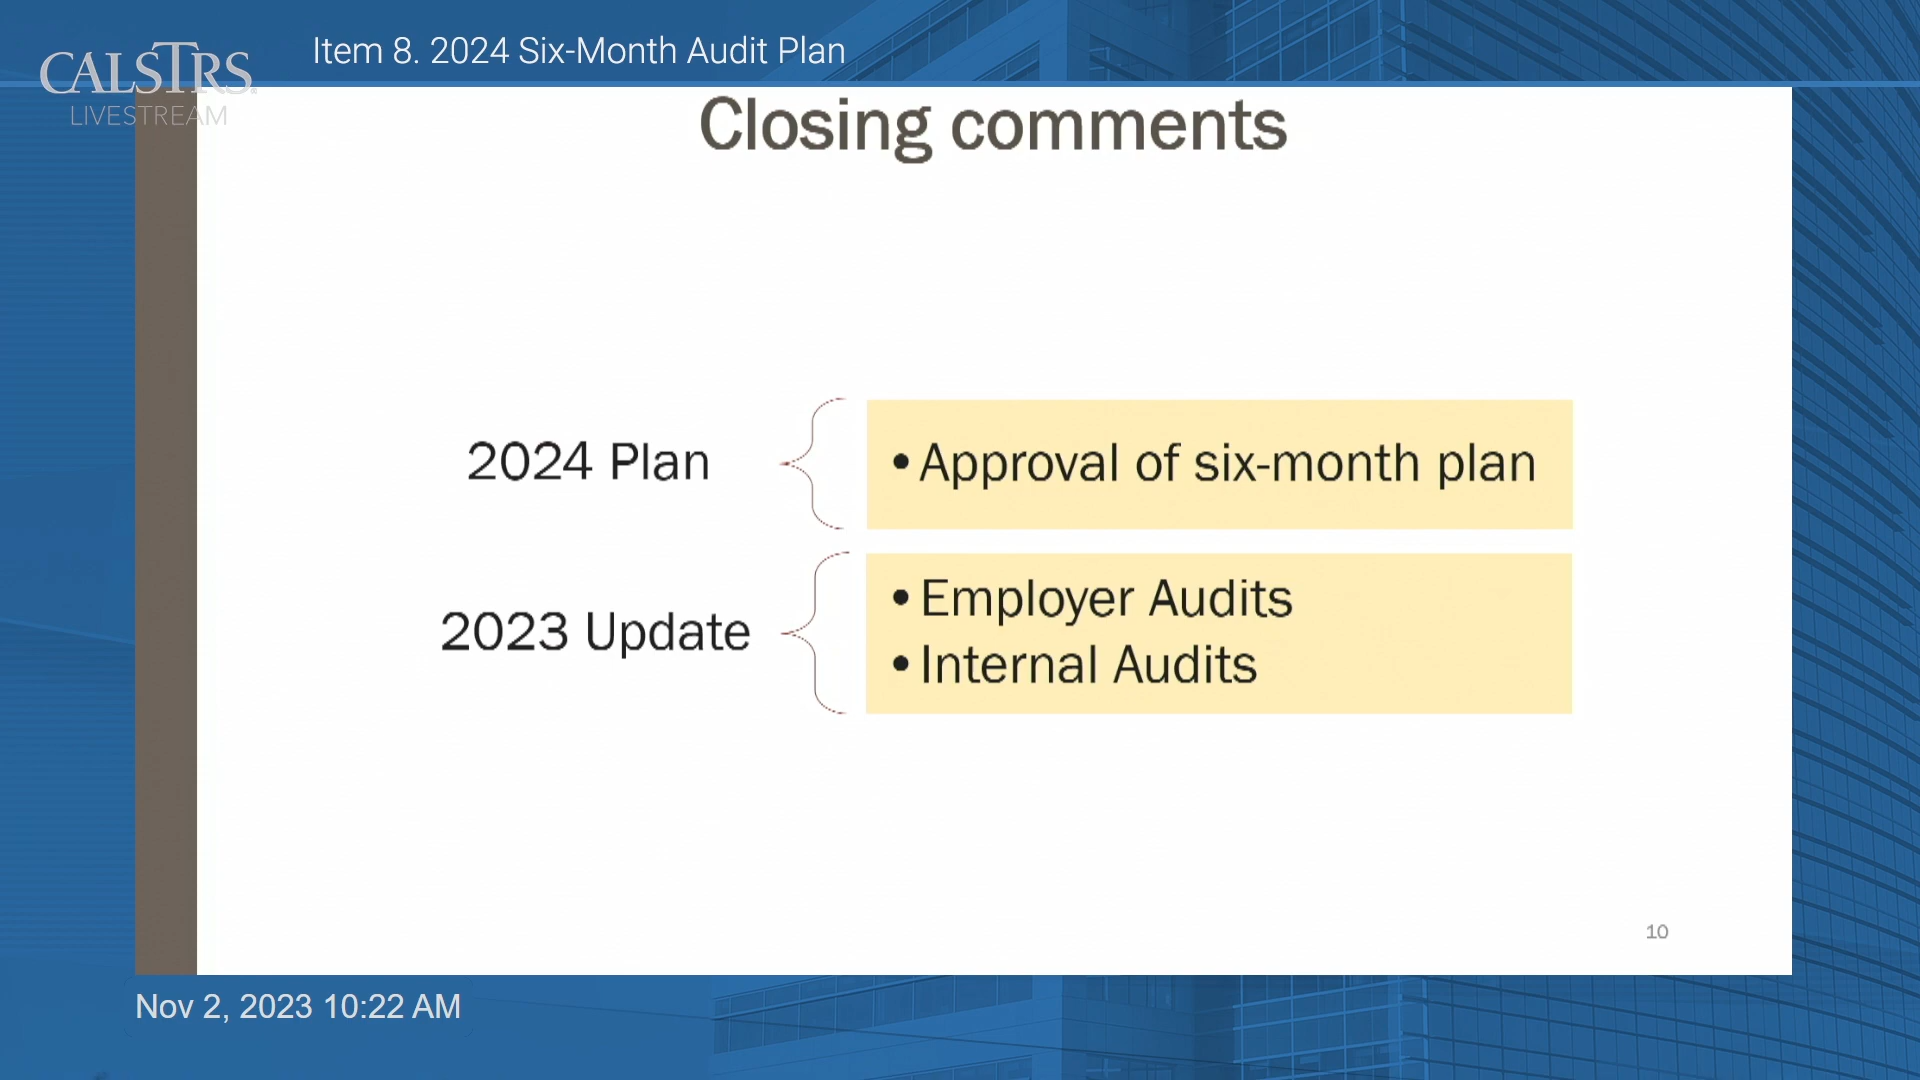 CALSTRS
LIVESTREAM
Item 8. 2024 Six-Month Audit Plan
Closing comments
2024 Plan
• Approval of six-month plan
2023 Update
• Employer Audits
• Internal Audits
10
Nov 2, 2023 10:22 AM